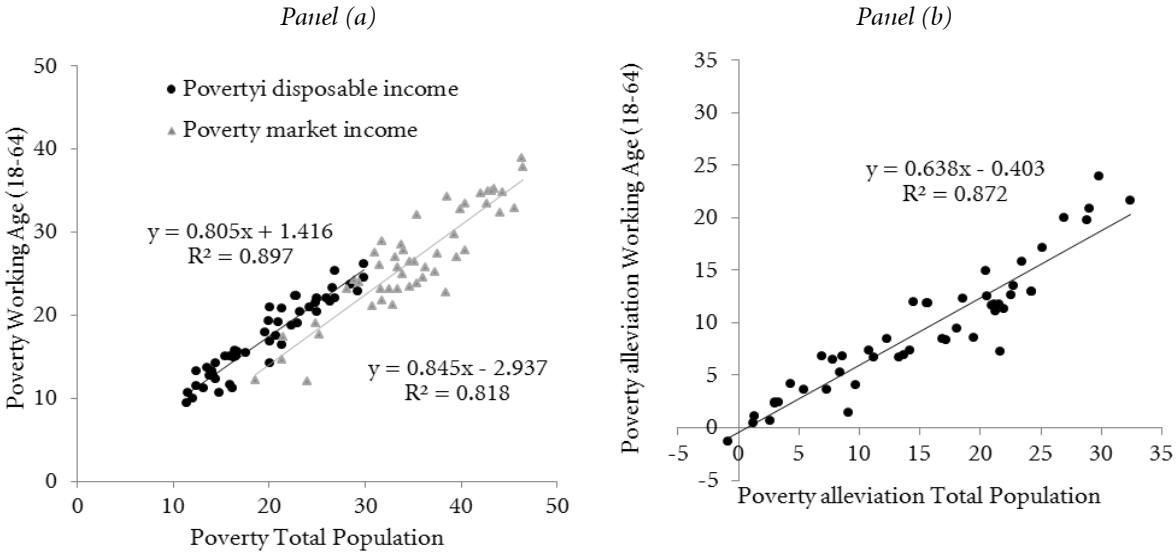 Panel (a)
Panel (b)
50
40
30
20
10
0
0
10
20
30
40
50
Poverty Working Age (18-64)
Povertyi disposable income
Poverty market income
y = 0.805x + 1.416
R² = 0.897
y = 0.845x - 2.937
R² = 0.818
Poverty Total Population
35
30
25
20
15
10
5
0
-5
-5
0
5
10
15
20
25
30
35
Poverty alleviation Working Age (18-64)
y = 0.638x - 0.403
R² = 0.872
Poverty alleviation Total Population